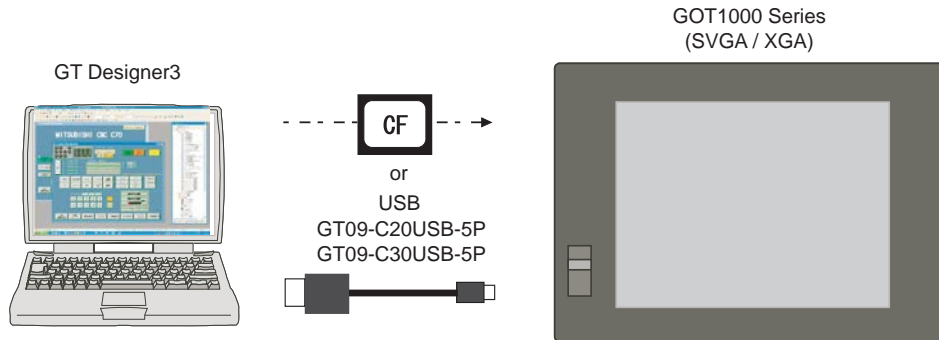 GT Designer3
MITSUBISHI CNC C70
CF
or
USB
GT09-C20USB-5P
GT09-C30USB-5P
GOT1000 Series
(SVGA / XGA)